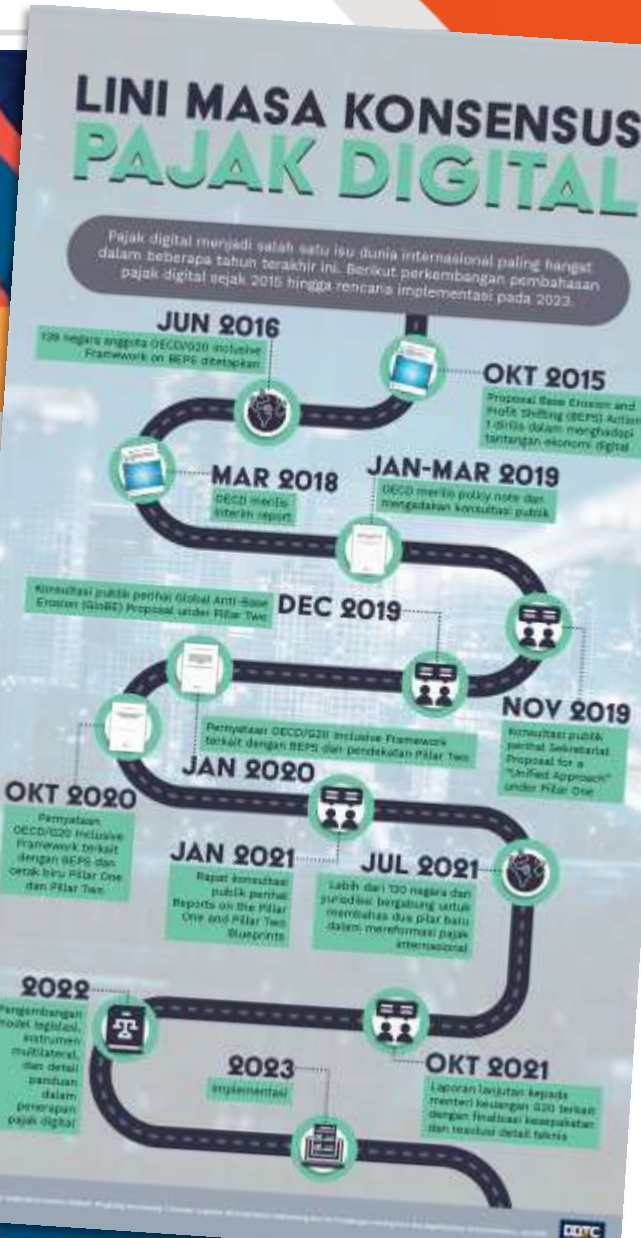 LINI MASA KONSENSUS
PAJAK DIGITAL
Pajak digital menjadi salah satu isu dunia internasional paling hangat
dalam beberapa tahun terakhir ini. Berikut perkembangan pembahasan
pajak digital sejak 2015 hingga rencana implementasi pada 2023.
OKT 2015
Proposal Base Erosion and
Profit Shifting (BEPS) Action
1 dirilis dalam menghadapi
tantangan ekonomi digital
JUN 2016
139 negara anggota OECD/G20 Inclusive
Framework on BEPS ditetapkan
MAR 2018
OECD merilis
interim report
JAN-MAR 2019
OECD merilis policy note dan
mengadakan konsultasi publik
NOV 2019
Konsultasi publik
perihal Sekretariat
Proposal for a
"Unified Approach"
under Pillar One
DEC 2019
Konsultasi publik perihal Global Anti-Base
Erosion (GloBE) Proposal under Pillar Two
JAN 2020
Pernyataan OECD/G20 Inclusive Framework
terkait dengan BEPS dan pendekatan Pillar Two
OKT 2020
Pernyataan
OECD/G20 Inclusive
Framework terkait
dengan BEPS dan
cetak biru Pillar One
dan Pillar Two
JAN 2021
Rapat konsultasi
publik perihal
Reports on the Pillar
One and Pillar Two
Blueprints
JUL 2021
Lebih dari 130 negara dan
yurisdiksi bergabung untuk
membahas dua pilar baru
dalam mereformasi pajak
internasional
OKT 2021
Laporan lanjutan kepada
menteri keuangan G20 terkait
dengan finalisasi kesepakatan
dan resolusi detail teknis
2022
Pengembangan
model legislasi,
instrumen
multilateral,
dan detail
panduan
dalam
penerapan
pajak digital
2023
Implementasi
DDTC